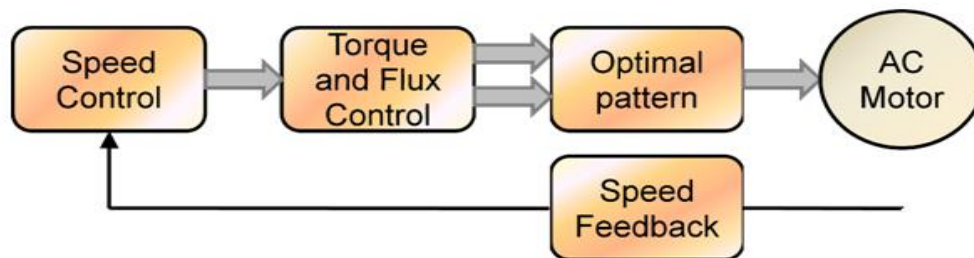 Speed
Control
Torque
and Flux
Control
Optimal
pattern
AC
Motor
Speed
Feedback